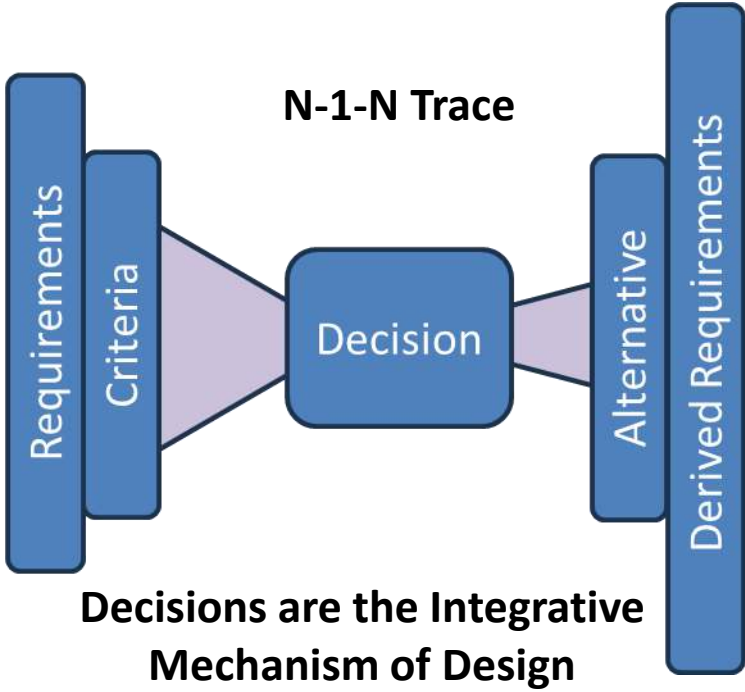 N-1-N Trace
Requirements
Criteria
Decision
Alternative
Derived Requirements
Decisions are the Integrative
Mechanism of Design